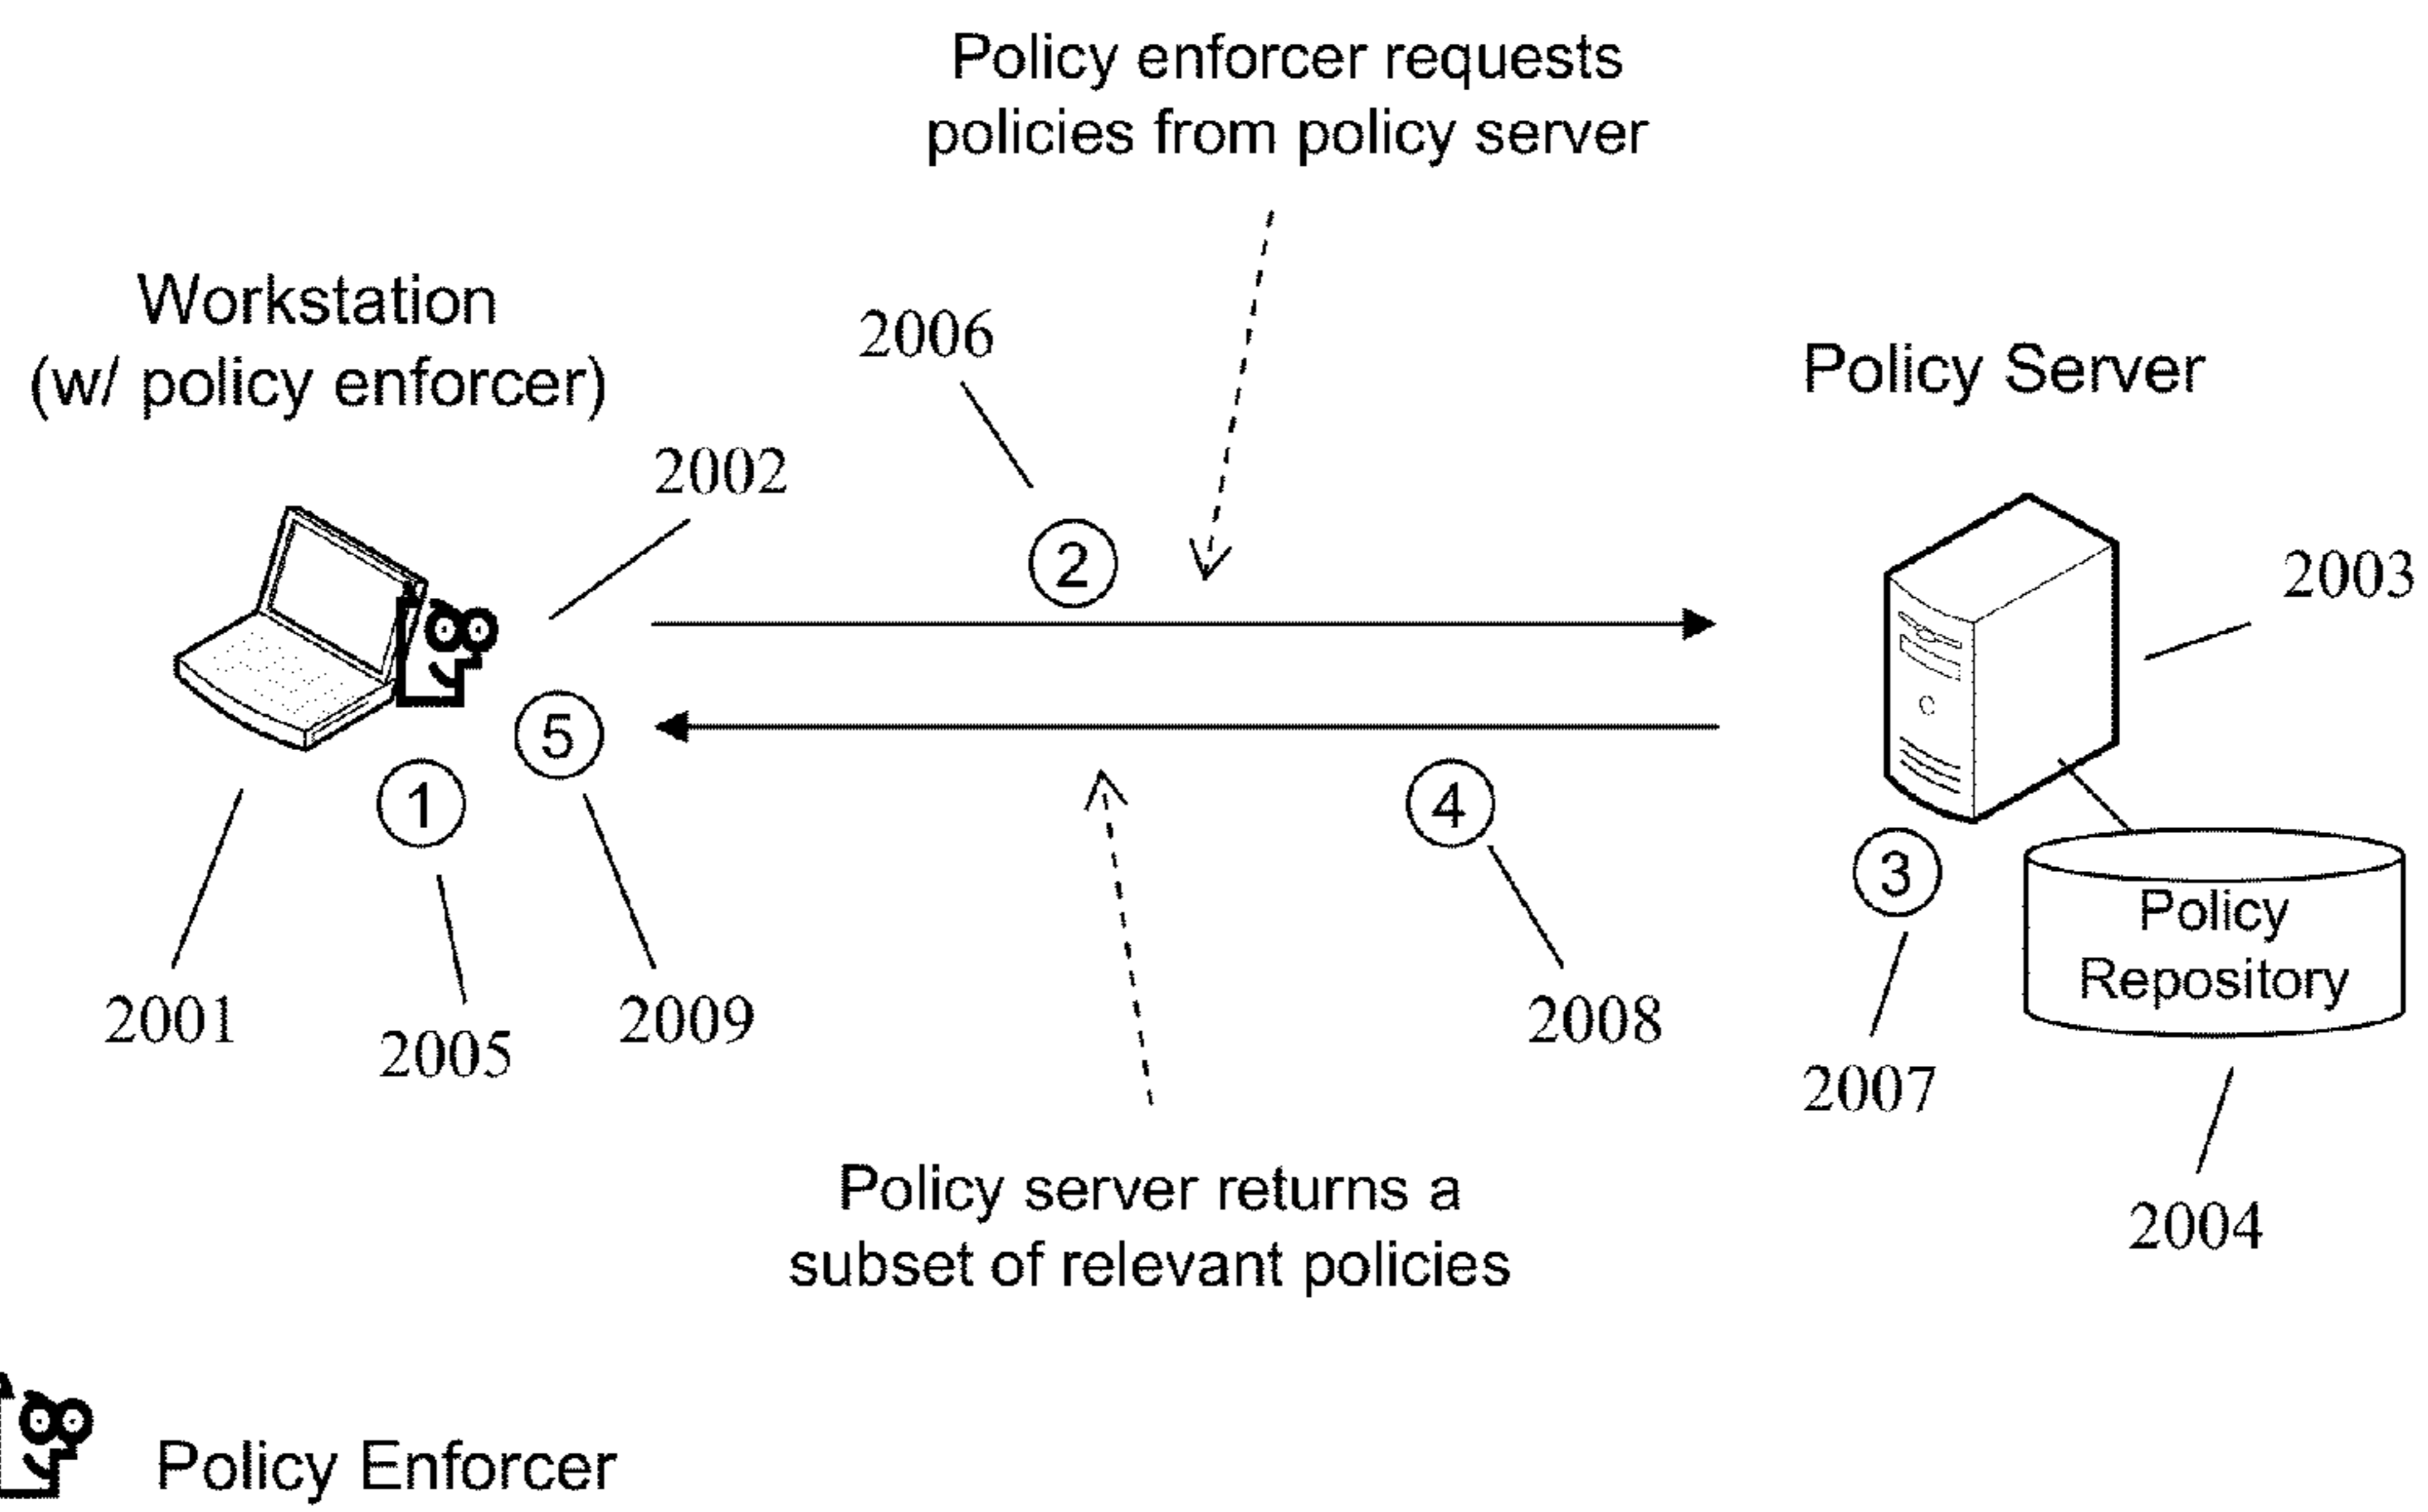 Policy enforcer requests
policies from policy server
Workstation
(w/ policy enforcer)
2006
Policy Server
2002
2
2003
5
1
4
3
Policy
Repository
2001
2005
2009
2008
2007
2004
Policy server returns a
subset of relevant policies
Policy Enforcer